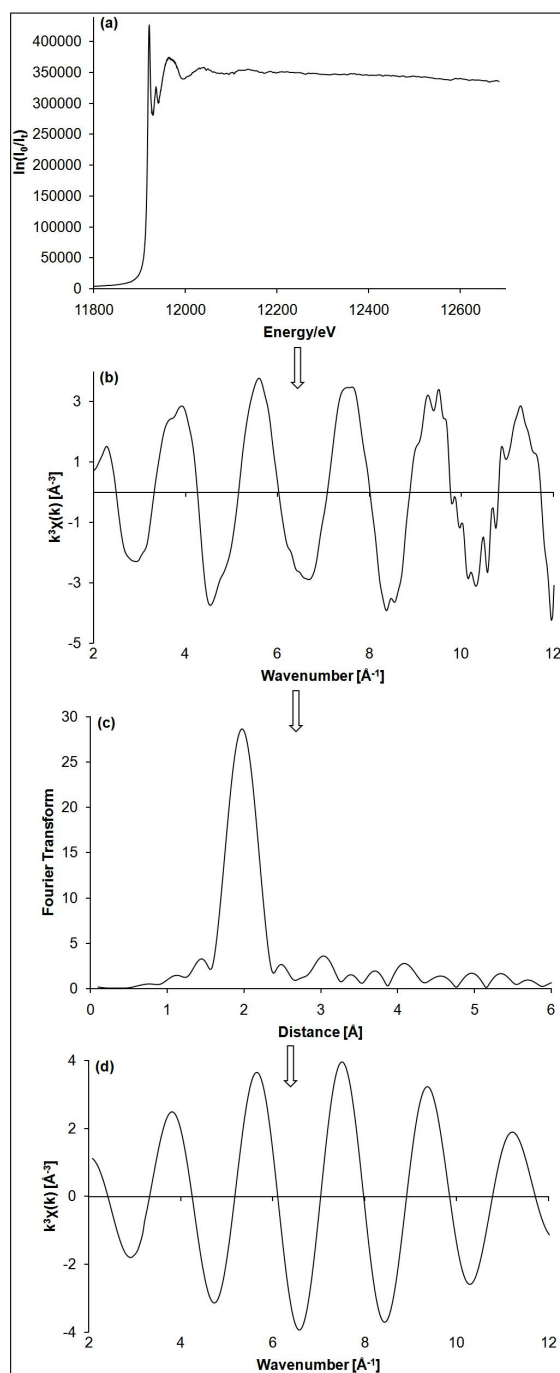 (a)
400000
350000
300000
250000
200000
150000
100000
50000
0
ln(I0/It)
11800 12000 12200 12400 12600
Energy/eV
(b)
3
1
-1
-3
-5
k³χ(k) [Å⁻³]
2 4 6 8 10 12
Wavenumber [Å⁻¹]
(c)
30
25
20
15
10
5
0
Fourier Transform
0 1 2 3 4 5 6
Distance [Å]
(d)
4
2
0
-2
-4
k³χ(k) [Å⁻³]
2 4 6 8 10 12
Wavenumber [Å⁻¹]